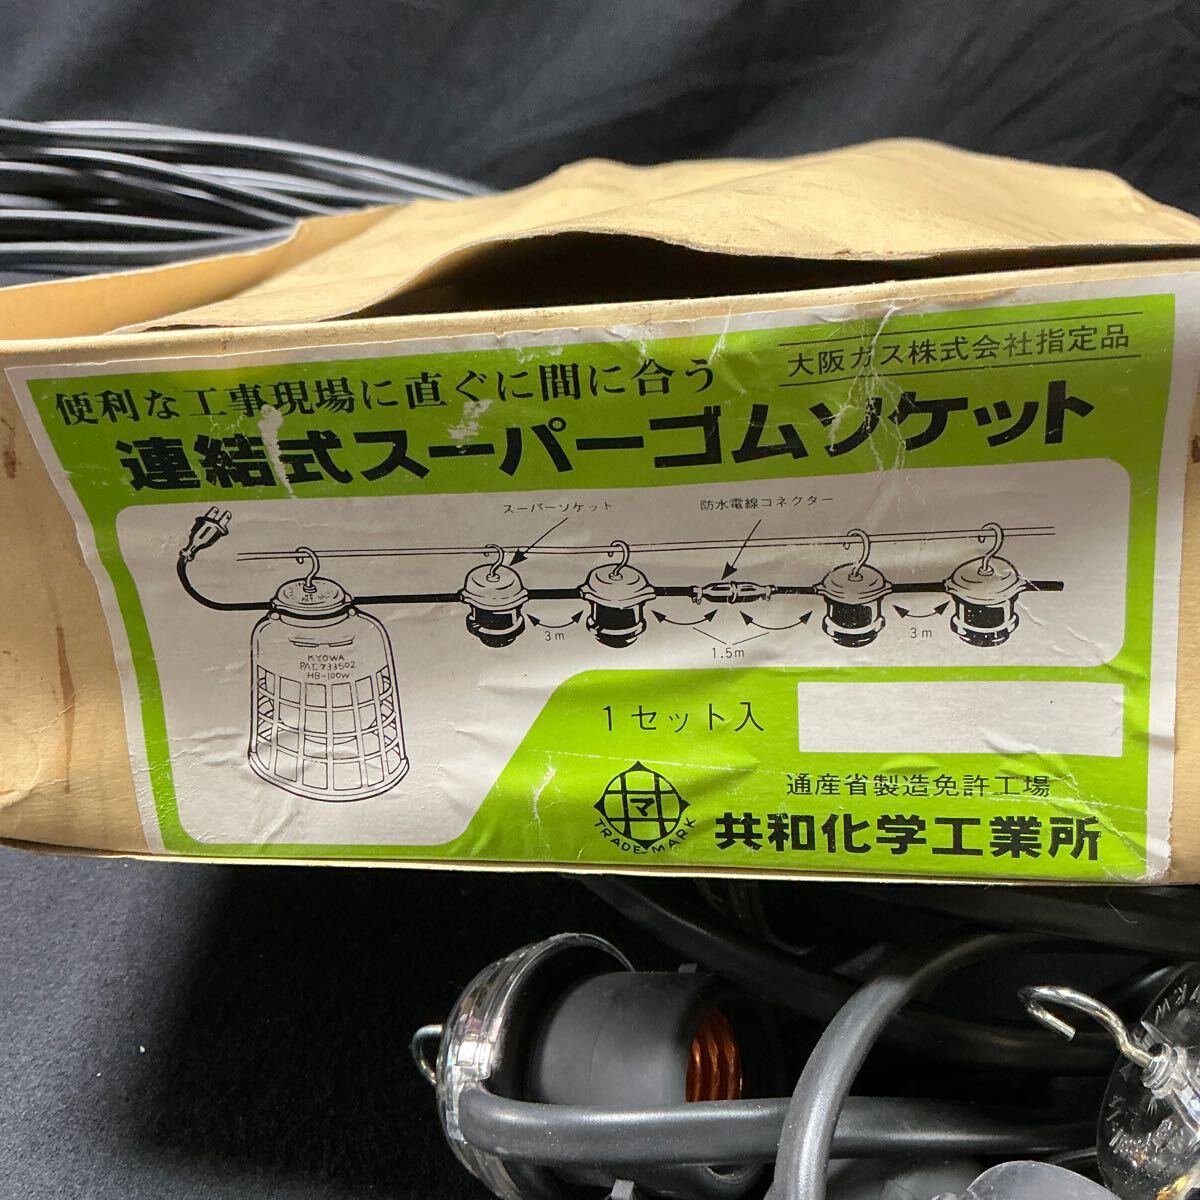 大阪ガス株式会社指定品
便利な工事現場に直ぐに間に合う
連結式スーパーゴムソケット
スーパーソケット
防水電線コネクター
3m
1.5m
3m
KYOWA
PAT.733502
HB-100W
1セット入
マ
TRADE MARK
通産省製造免許工場
共和化学工業所